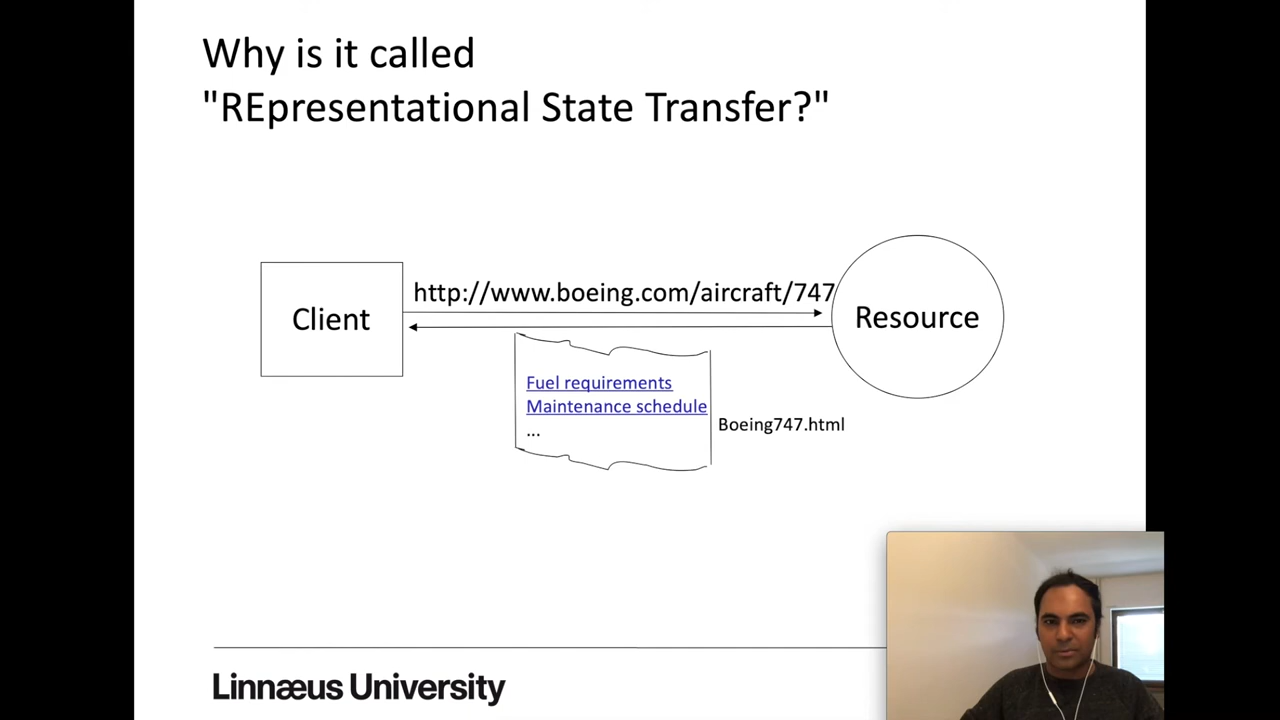 Why is it called
"REpresentational State Transfer?"
http://www.boeing.com/aircraft/747
Client
Resource
Fuel requirements
Maintenance schedule
...
Boeing747.html
Linnæus University